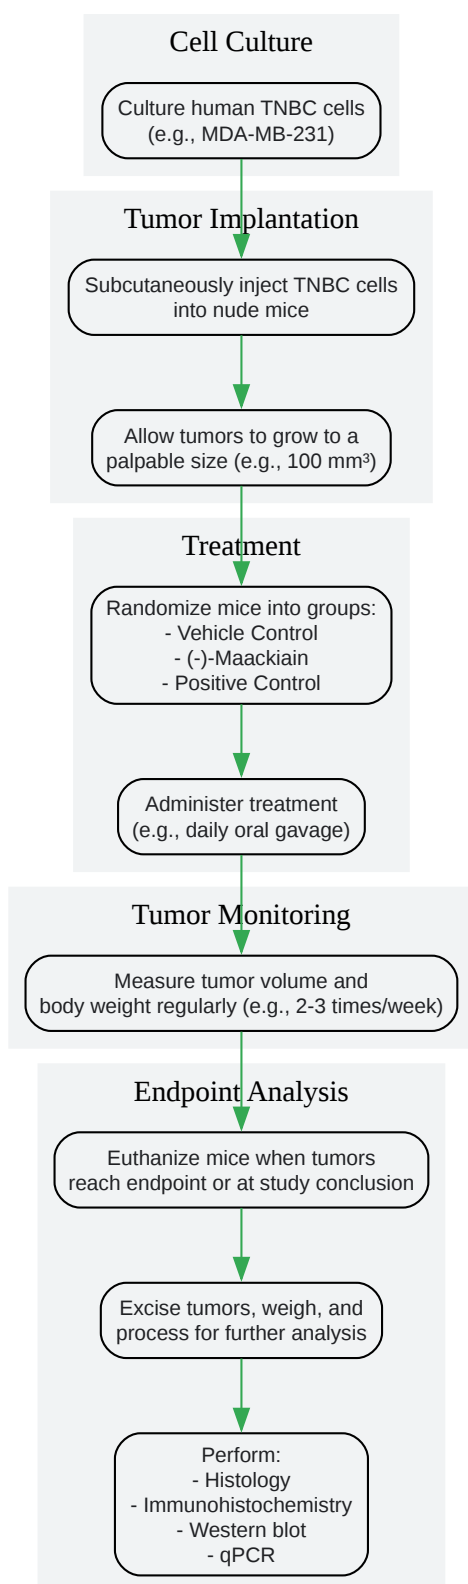 Cell Culture
Culture human TNBC cells
(e.g., MDA-MB-231)
Tumor Implantation
Subcutaneously inject TNBC cells
into nude mice
Allow tumors to grow to a
palpable size (e.g., 100 mm³)
Treatment
Randomize mice into groups:
- Vehicle Control
- (-)-Maackiain
- Positive Control
Administer treatment
(e.g., daily oral gavage)
Tumor Monitoring
Measure tumor volume and
body weight regularly (e.g., 2-3 times/week)
Endpoint Analysis
Euthanize mice when tumors
reach endpoint or at study conclusion
Excise tumors, weigh, and
process for further analysis
Perform:
- Histology
- Immunohistochemistry
- Western blot
- qPCR